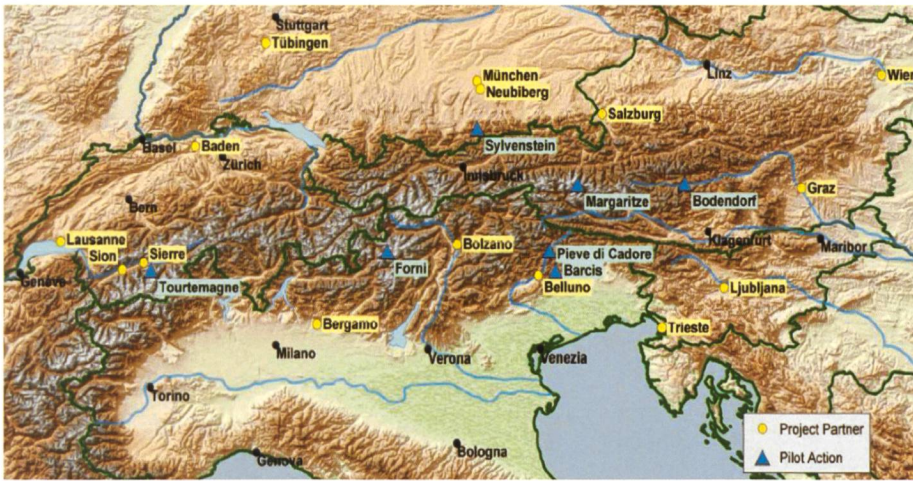 Stuttgart
Tübingen
München
Neubiberg
Linz
Wien
Salzburg
Sylvenstein
Basel
Baden
Zürich
Innsbruck
Margaritze
Bodendorf
Graz
Bern
Lausanne
Sion
Sierre
Bolzano
Klagenfurt
Maribor
Genève
Tourtemagne
Forni
Pieve di Cadore
Barcis
Belluno
Ljubljana
Bergamo
Trieste
Milano
Verona
Venezia
Torino
Bologna
Genova
Project Partner
Pilot Action